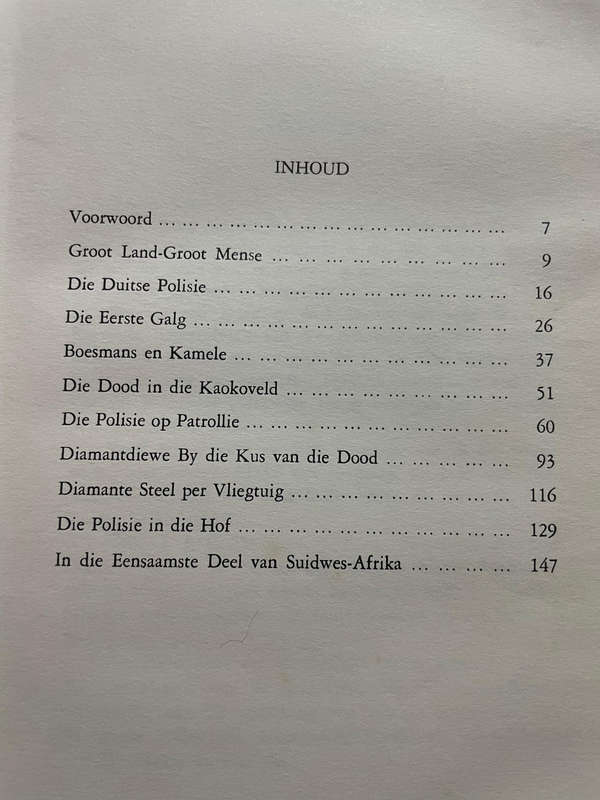 INHOUD
Voorwood ... ... ... ... ... ... ... ... ... ... ... ... ... ... ... 7
Groot Land-Groot Mense ... ... ... ... ... ... ... ... ... ... 9
Die Duitse Polisie ... ... ... ... ... ... ... ... ... ... ... ... ... 16
Die Eerste Galg ... ... ... ... ... ... ... ... ... ... ... ... ... ... 26
Boesmans en Kamele ... ... ... ... ... ... ... ... ... ... ... ... 37
Die Dood in die Kaokoveld ... ... ... ... ... ... ... ... ... ... 51
Die Polisie op Patrollie ... ... ... ... ... ... ... ... ... ... ... ... 60
Diamantdiewe By die Kus van die Dood ... ... ... ... ... ... 93
Diamante Steel per Vliegtuig ... ... ... ... ... ... ... ... ... ... 116
Die Polisie in die Hof ... ... ... ... ... ... ... ... ... ... ... ... 129
In die Eensaamste Deel van Suidwes-Afrika ... ... ... ... ... 147